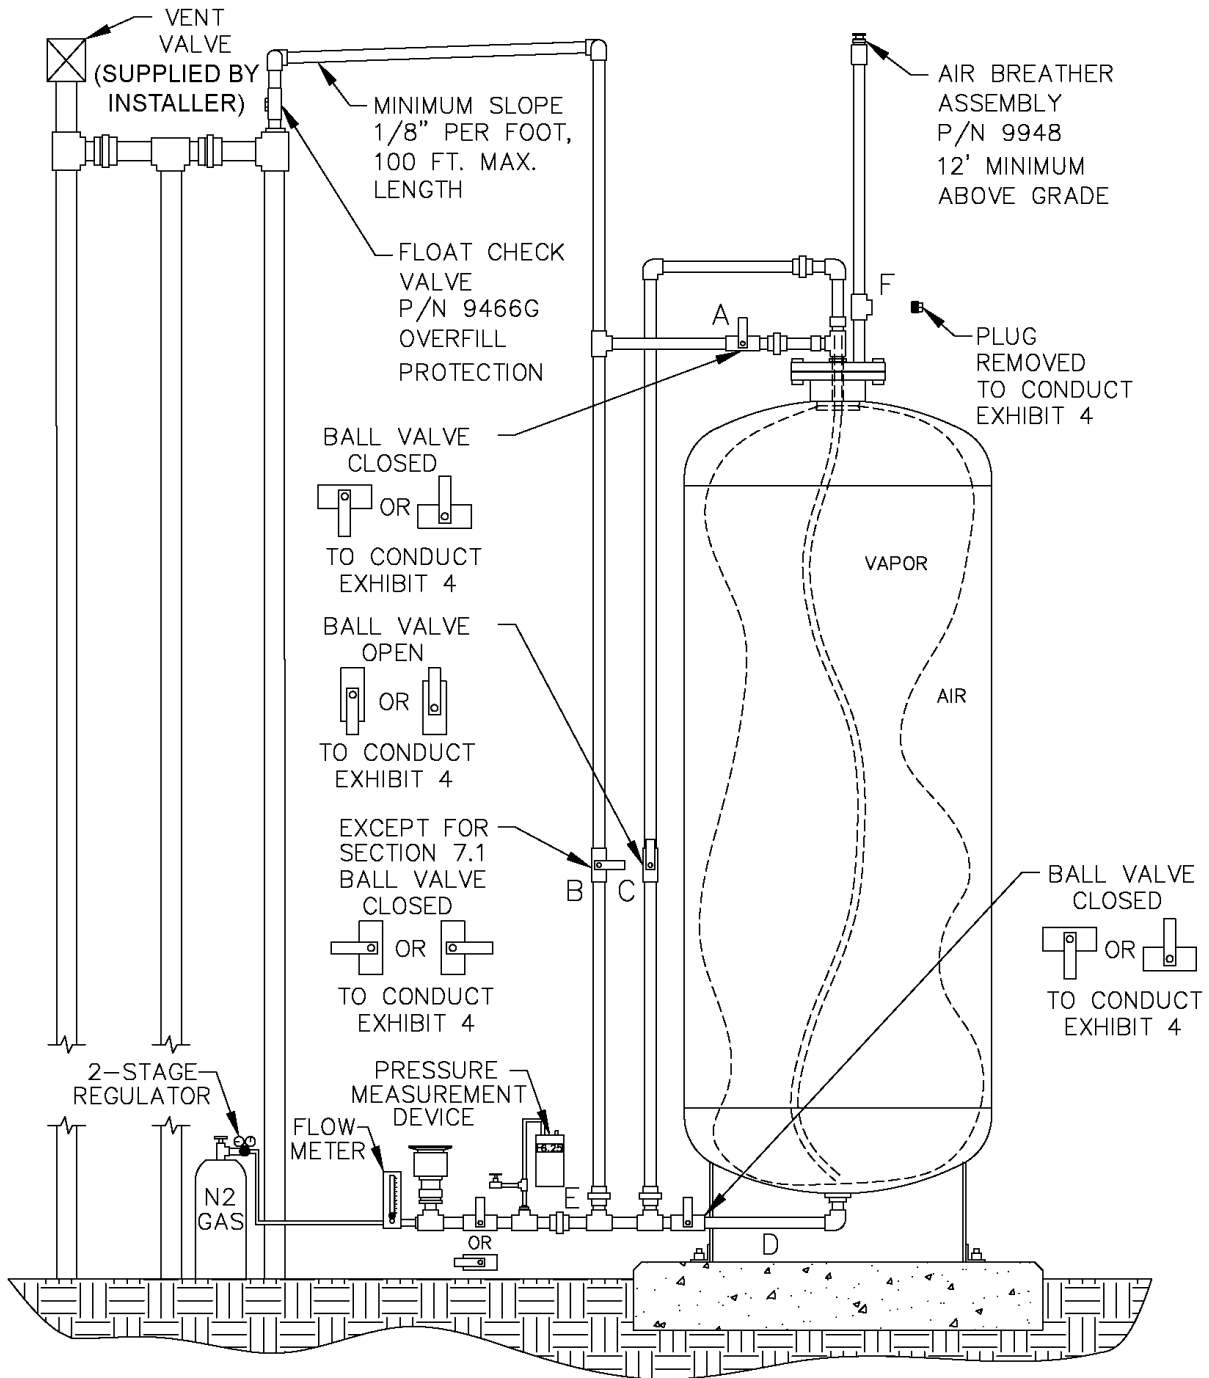 VENT
VALVE
(SUPPLIED BY
INSTALLER)
MINIMUM SLOPE
1/8" PER FOOT,
100 FT. MAX.
LENGTH
AIR BREATHER
ASSEMBLY
P/N 9948
12' MINIMUM
ABOVE GRADE
FLOAT CHECK
VALVE
P/N 9466G
OVERFILL
PROTECTION
A
F
PLUG
REMOVED
TO CONDUCT
EXHIBIT 4
BALL VALVE
CLOSED
OR
TO CONDUCT
EXHIBIT 4
VAPOR
AIR
BALL VALVE
OPEN
OR
TO CONDUCT
EXHIBIT 4
EXCEPT FOR
SECTION 7.1
BALL VALVE
CLOSED
OR
TO CONDUCT
EXHIBIT 4
B
C
BALL VALVE
CLOSED
OR
TO CONDUCT
EXHIBIT 4
2-STAGE
REGULATOR
PRESSURE
MEASUREMENT
DEVICE
FLOW
METER
-6.25
N2
GAS
E
OR
D